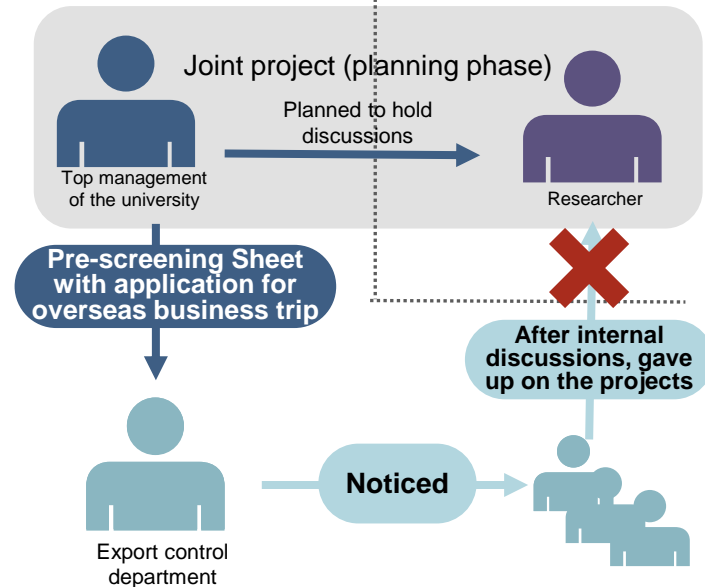 Joint project (planning phase)
Planned to hold
discussions
Top management
of the university
Researcher
Pre-screening Sheet
with application for
overseas business trip
After internal
discussions, gave
up on the projects
Noticed
Export control
department